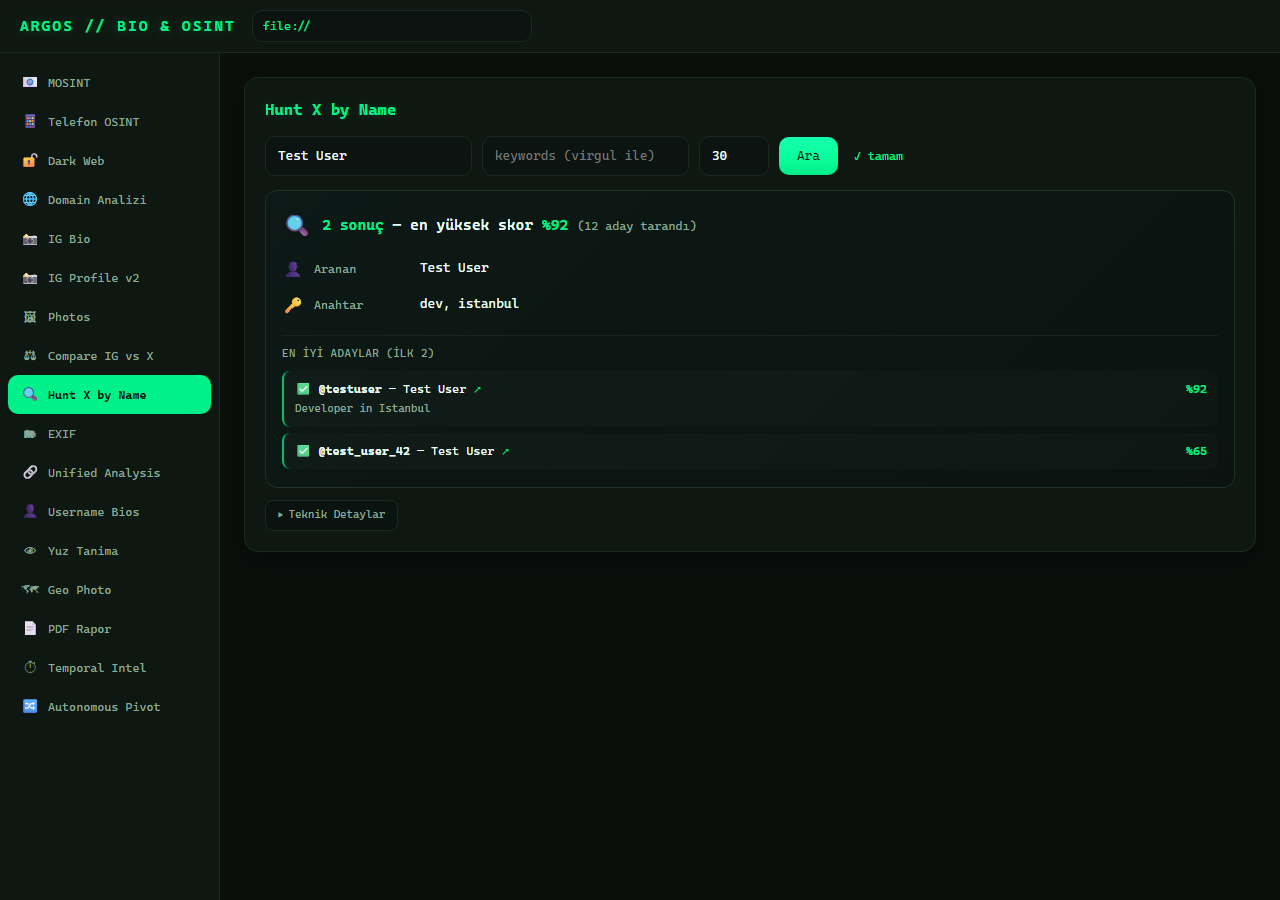 ARGOS // BIO & OSINT
file://
MOSINT
Telefon OSINT
Dark Web
Domain Analizi
IG Bio
IG Profile v2
Photos
Compare IG vs X
Hunt X by Name
EXIF
Unified Analysis
Username Bios
Yuz Tanima
Geo Photo
PDF Rapor
Temporal Intel
Autonomous Pivot
Hunt X by Name
Test User
keywords (virgul ile)
30
Ara
✓ tamam
2 sonuç — en yüksek skor %92 (12 aday tarandı)
Aranan Test User
Anahtar dev, istanbul
EN İYİ ADAYLAR (İLK 2)
@testuser — Test User ↗ %92
Developer in Istanbul
@test_user_42 — Test User ↗ %65
▸ Teknik Detaylar